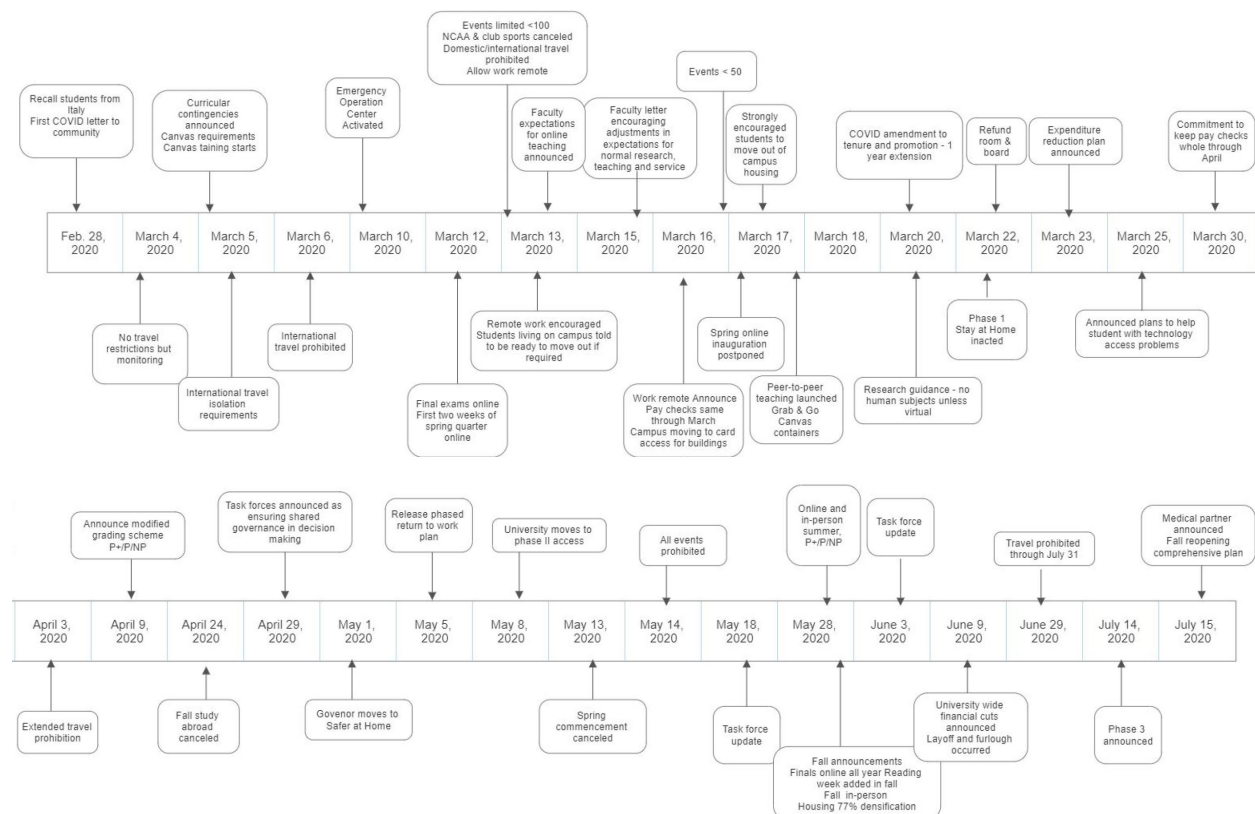 Recall students from
Italy
First COVID letter to
community
Curricular
contingencies
announced
Canvas requirements
Canvas taining starts
Emergency
Operation
Center
Activated
Events limited <100
NCAA & club sports canceled
Domestic/international travel
prohibited
Allow work remote
Faculty
expectations
for online
teaching
announced
Faculty letter
encouraging
adjustments in
expectations for
normal research,
teaching and service
Events < 50
Strongly
encouraged
students to
move out of
campus
housing
COVID amendment to
tenure and promotion - 1
year extension
Refund
room &
board
Expenditure
reduction plan
announced
Commitment to
keep pay checks
whole through
April
Feb. 28,
2020
March 4,
2020
March 5,
2020
March 6,
2020
March 10,
2020
March 12,
2020
March 13,
2020
March 15,
2020
March 16,
2020
March 17,
2020
March 18,
2020
March 20,
2020
March 22,
2020
March 23,
2020
March 25,
2020
March 30,
2020
No travel
restrictions but
monitoring
International travel
isolation
requirements
International
travel prohibited
Final exams online
First two weeks of
spring quarter
online
Remote work encouraged
Students living on campus told
to be ready to move out if
required
Work remote Announce
Pay checks same
through March
Campus moving to card
access for buildings
Spring online
inauguration
postponed
Peer-to-peer
teaching launched
Grab & Go
Canvas
containers
Research guidance - no
human subjects unless
virtual
Phase 1
Stay at Home
inacted
Announced plans to help
student with technology
access problems
Announce modified
grading scheme
P+/P/NP
Task forces announced as
ensuring shared
governance in decision
making
Release phased
return to work
plan
University moves to
phase II access
All events
prohibited
Online and
in-person
summer,
P+/P/NP
Task force
update
Travel prohibited
through July 31
Medical partner
announced
Fall reopening
comprehensive plan
April 3,
2020
April 9,
2020
April 24,
2020
April 29,
2020
May 1,
2020
May 5,
2020
May 8,
2020
May 13,
2020
May 14,
2020
May 18,
2020
May 28,
2020
June 3,
2020
June 9,
2020
June 29,
2020
July 14,
2020
July 15,
2020
Extended travel
prohibition
Fall study
abroad
canceled
Govenor moves to
Safer at Home
Spring
commencement
canceled
Task force
update
Fall announcements
Finals online all year Reading
week added in fall
Fall in-person
Housing 77% densification
University wide
financial cuts
announced
Layoff and furlough
occurred
Phase 3
announced